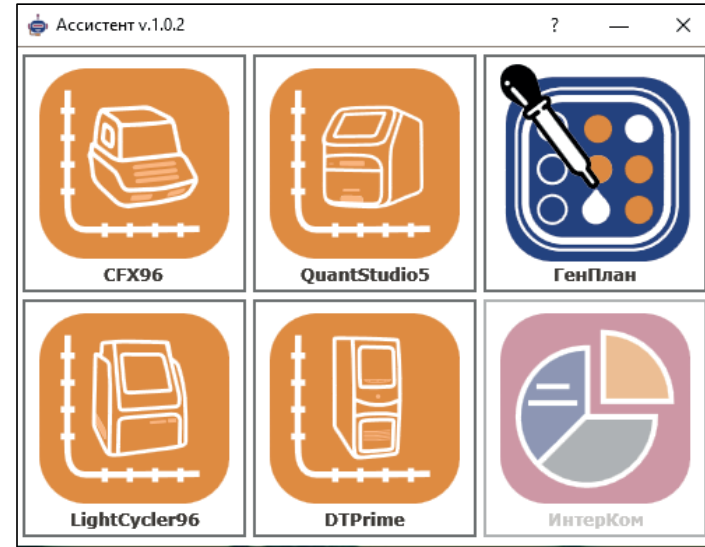 Ассистент v.1.0.2
CFX96
QuantStudio5
ГенПлан
LightCycler96
DTPrime
ИнтерКом